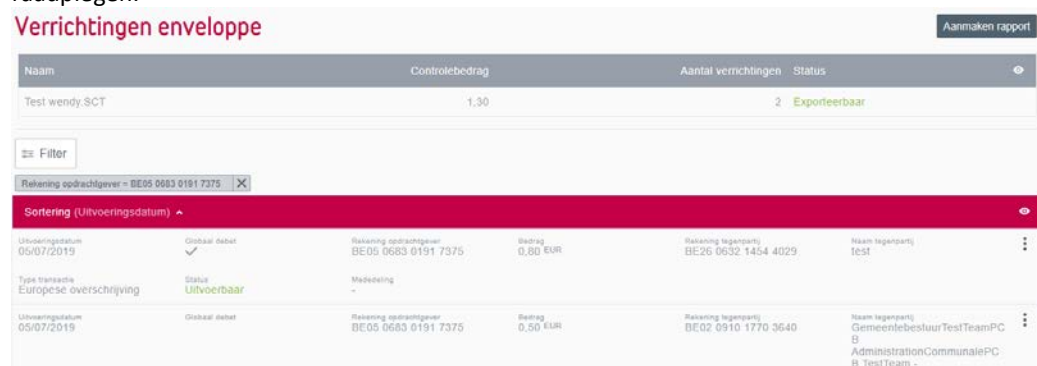 Verrichtingen enveloppe
Aanmaken rapport
Naam Controlebedrag Aantal verrichtingen Status
Test wendy.SCT 1,30 2 Exporteerbaar
Filter
Rekening opdrachtgever = BE05 0683 0191 7375 X
Sortering (Uitvoeringsdatum)
Uitvoeringsdatum Globaal debet Rekening opdrachtgever Bedrag Rekening tegenpartij Naam tegenpartij
05/07/2019 ✓ BE05 0683 0191 7375 0,80 EUR BE26 0632 1454 4029 test
Type transactie Status Mededeling
Europese overschrijving Uitvoerbaar -
Uitvoeringsdatum Globaal debet Rekening opdrachtgever Bedrag Rekening tegenpartij Naam tegenpartij
05/07/2019 BE05 0683 0191 7375 0,50 EUR BE02 0910 1770 3640 GemeentebestuurTestTeamPC
B
AdministrationCommunalePC
B TestTeam -